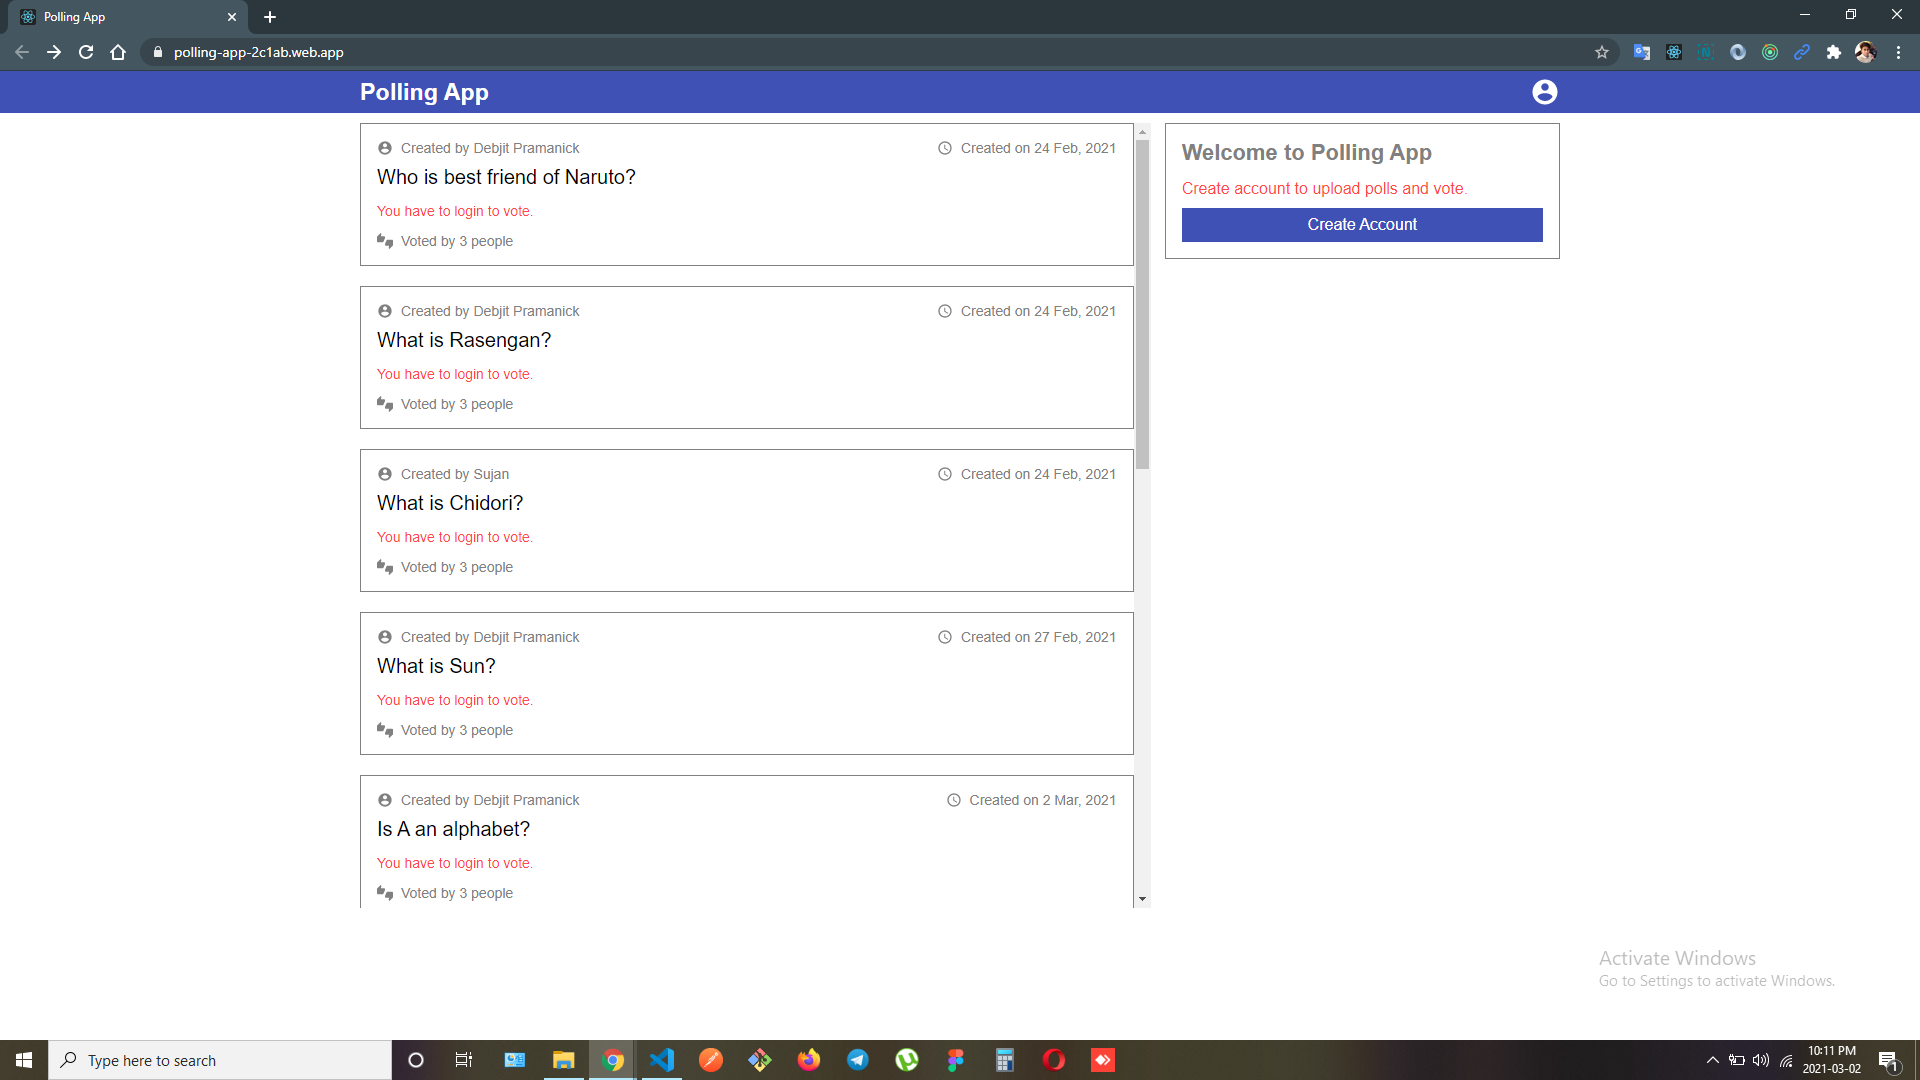 Polling App
polling-app-2c1ab.web.app
Polling App
Created by Debjit Pramanick
Created on 24 Feb, 2021
Who is best friend of Naruto?
You have to login to vote.
Voted by 3 people
Created by Debjit Pramanick
Created on 24 Feb, 2021
What is Rasengan?
You have to login to vote.
Voted by 3 people
Created by Sujan
Created on 24 Feb, 2021
What is Chidori?
You have to login to vote.
Voted by 3 people
Created by Debjit Pramanick
Created on 27 Feb, 2021
What is Sun?
You have to login to vote.
Voted by 3 people
Created by Debjit Pramanick
Created on 2 Mar, 2021
Is A an alphabet?
You have to login to vote.
Voted by 3 people
Welcome to Polling App
Create account to upload polls and vote.
Create Account
Activate Windows
Go to Settings to activate Windows.
Type here to search
10:11 PM
2021-03-02
1